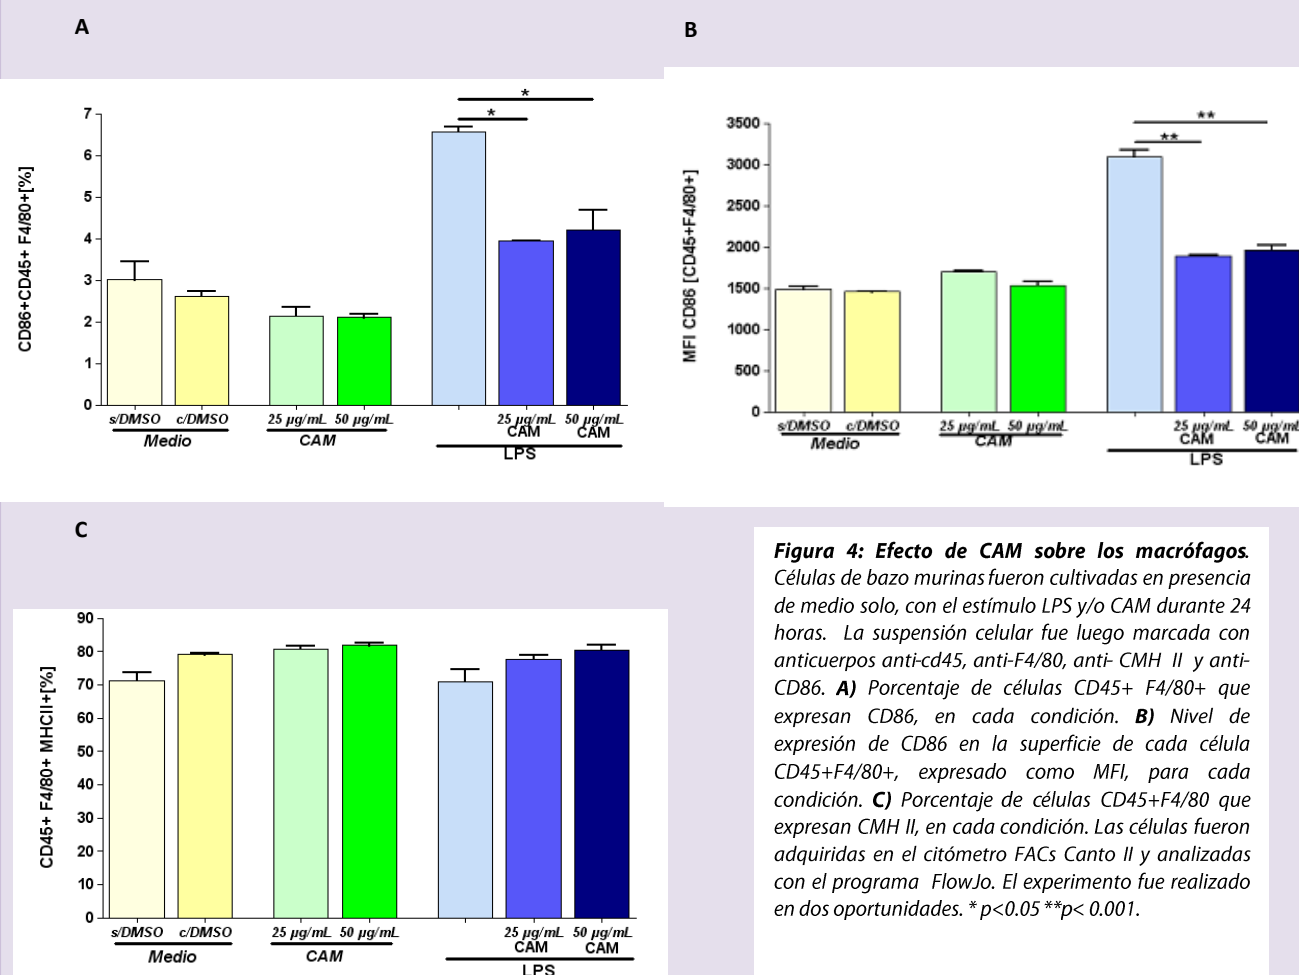 A
*
*
7
6
5
4
3
2
1
0
CD86+CD45+ F4/80+[%]
s/DMSO c/DMSO 25 µg/mL 50 µg/mL 25 µg/mL 50 µg/mL
CAM CAM
Medio CAM
LPS
B
**
**
3500
3000
2500
2000
1500
1000
500
0
MFI CD86 [CD45+F4/80+]
s/DMSO c/DMSO 25 µg/mL 50 µg/mL 25 µg/mL 50 µg/mL
CAM CAM
Medio CAM
LPS
C
90
80
70
60
50
40
30
20
10
0
CD45+ F4/80+ MHCII+[%]
s/DMSO c/DMSO 25 µg/mL 50 µg/mL 25 µg/mL 50 µg/mL
CAM CAM
Medio CAM
LPS
Figura 4: Efecto de CAM sobre los macrófagos.
Células de bazo murinas fueron cultivadas en presencia
de medio solo, con el estímulo LPS y/o CAM durante 24
horas. La suspensión celular fue luego marcada con
anticuerpos anti-cd45, anti-F4/80, anti- CMH II y anti-
CD86. A) Porcentaje de células CD45+ F4/80+ que
expresan CD86, en cada condición. B) Nivel de
expresión de CD86 en la superficie de cada célula
CD45+F4/80+, expresado como MFI, para cada
condición. C) Porcentaje de células CD45+F4/80 que
expresan CMH II, en cada condición. Las células fueron
adquiridas en el citómetro FACs Canto II y analizadas
con el programa FlowJo. El experimento fue realizado
en dos oportunidades. * p<0.05 **p< 0.001.